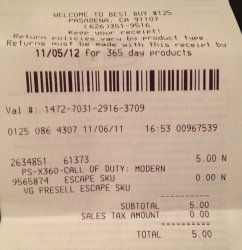 WELCOME TO BEST BUY #125
PASADENA, CA 91107
(626)351-9516
Keep your receipt!
Return policies vary by product type.
Returns must be made with this receipt by
11/05/12 for 365 day products
Val #: 1472-7031-2916-3709
0125 086 4307 11/06/11 16:53 00967539
2634851 61373 5.00 N
PS-X360-CALL OF DUTY: MODERN
9565874 ESCAPE SKU 0.00 N
VG PRESELL ESCAPE SKU
SUBTOTAL 5.00
SALES TAX AMOUNT 0.00
TOTAL 5.00